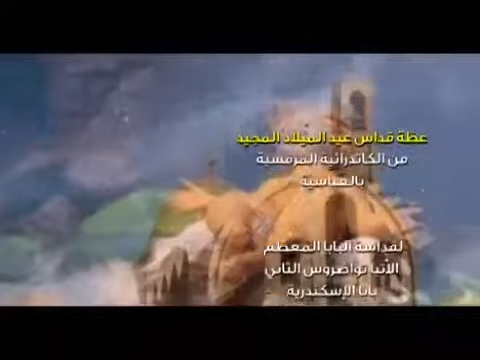 عظة قداس عيد الميلاد المجيد
من الكاتدرائية المرقسية
بالعباسية
لقداسة البابا المعظم
الأنبا تواضروس الثاني
بابا الإسكندرية